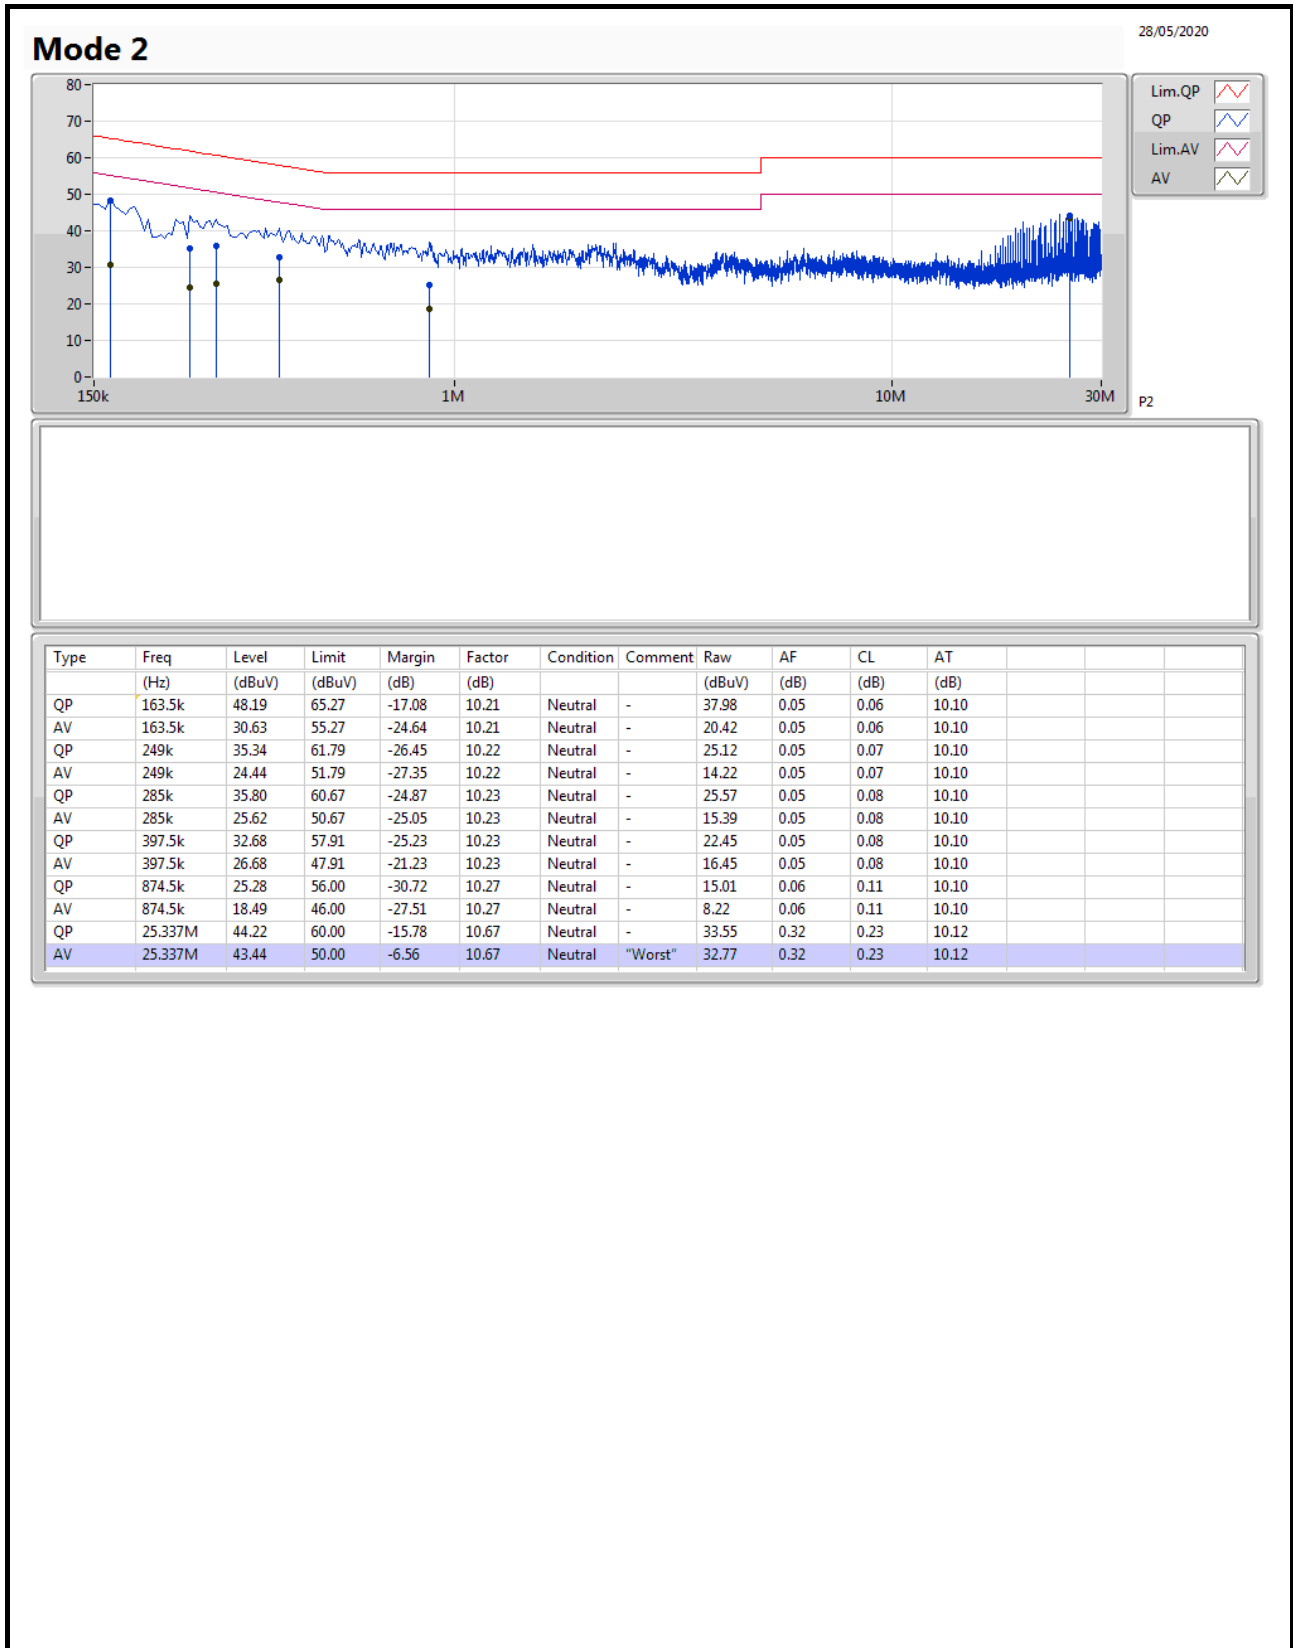 28/05/2020
Mode 2
80
70
60
50
40
30
20
10
0
150k 1M 10M 30M
Lim.QP
QP
Lim.AV
AV
P2
Type Freq Level Limit Margin Factor Condition Comment Raw AF CL AT
(Hz) (dBuV) (dBuV) (dB) (dB) (dBuV) (dB) (dB) (dB)
QP 163.5k 48.19 65.27 -17.08 10.21 Neutral - 37.98 0.05 0.06 10.10
AV 163.5k 30.63 55.27 -24.64 10.21 Neutral - 20.42 0.05 0.06 10.10
QP 249k 35.34 61.79 -26.45 10.22 Neutral - 25.12 0.05 0.07 10.10
AV 249k 24.44 51.79 -27.35 10.22 Neutral - 14.22 0.05 0.07 10.10
QP 285k 35.80 60.67 -24.87 10.23 Neutral - 25.57 0.05 0.08 10.10
AV 285k 25.62 50.67 -25.05 10.23 Neutral - 15.39 0.05 0.08 10.10
QP 397.5k 32.68 57.91 -25.23 10.23 Neutral - 22.45 0.05 0.08 10.10
AV 397.5k 26.68 47.91 -21.23 10.23 Neutral - 16.45 0.05 0.08 10.10
QP 874.5k 25.28 56.00 -30.72 10.27 Neutral - 15.01 0.06 0.11 10.10
AV 874.5k 18.49 46.00 -27.51 10.27 Neutral - 8.22 0.06 0.11 10.10
QP 25.337M 44.22 60.00 -15.78 10.67 Neutral - 33.55 0.32 0.23 10.12
AV 25.337M 43.44 50.00 -6.56 10.67 Neutral "Worst" 32.77 0.32 0.23 10.12